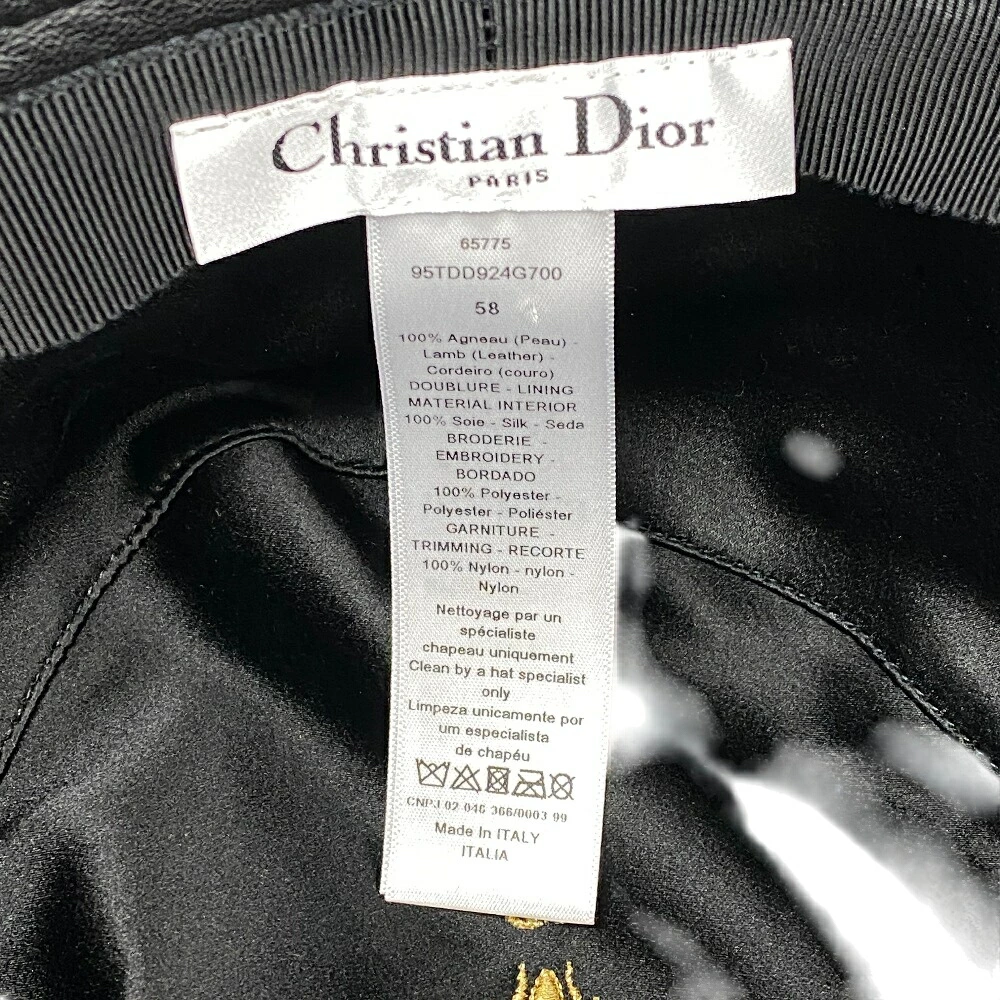 Christian Dior
PARIS
65775
95TDD924G700
58
100% Agneau (Peau) -
Lamb (Leather) -
Cordeiro (couro)
DOUBLURE - LINING
MATERIAL INTERIOR
100% Soie - Silk - Seda
BRODERIE -
EMBROIDERY -
BORDADO
100% Polyester -
Polyester - Poliéster
GARNITURE -
TRIMMING - RECORTE
100% Nylon - nylon -
Nylon
Nettoyage par un
spécialiste
chapeau uniquement
Clean by a hat specialist
only
Limpeza unicamente por
um especialista
de chapéu
CNPJ 02 046 366/0003 99
Made In ITALY
ITALIA